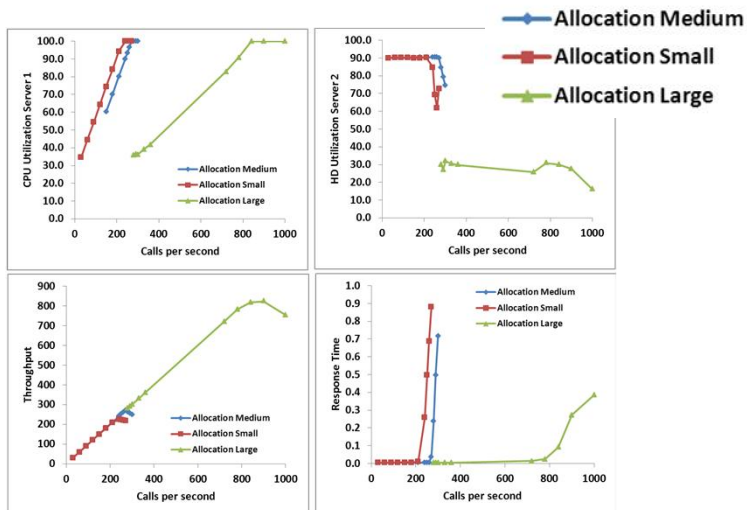 Allocation Medium
Allocation Small
Allocation Large
CPU Utilization Server1
100.0
90.0
80.0
70.0
60.0
50.0
40.0
30.0
20.0
10.0
0.0
Allocation Medium
Allocation Small
Allocation Large
0 200 400 600 800 1000
Calls per second
HD Utilization Server2
100.0
90.0
80.0
70.0
60.0
50.0
40.0
30.0
20.0
10.0
0.0
0 200 400 600 800 1000
Calls per second
Throughput
900
800
700
600
500
400
300
200
100
0
Allocation Medium
Allocation Small
Allocation Large
0 200 400 600 800 1000
Calls per second
Response Time
1.0
0.9
0.8
0.7
0.6
0.5
0.4
0.3
0.2
0.1
0.0
Allocation Medium
Allocation Small
Allocation Large
0 200 400 600 800 1000
Calls per second